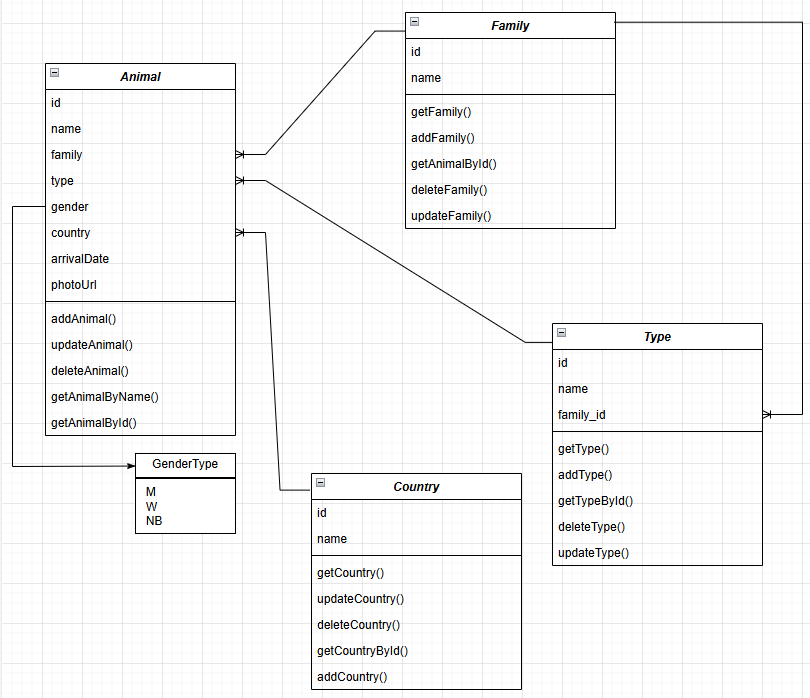 Family
id
name
getFamily()
addFamily()
getAnimalById()
deleteFamily()
updateFamily()
Animal
id
name
family
type
gender
country
arrivalDate
photoUrl
addAnimal()
updateAnimal()
deleteAnimal()
getAnimalByName()
getAnimalById()
Type
id
name
family_id
getType()
addType()
getTypeById()
deleteType()
updateType()
GenderType
M
W
NB
Country
id
name
getCountry()
updateCountry()
deleteCountry()
getCountryById()
addCountry()